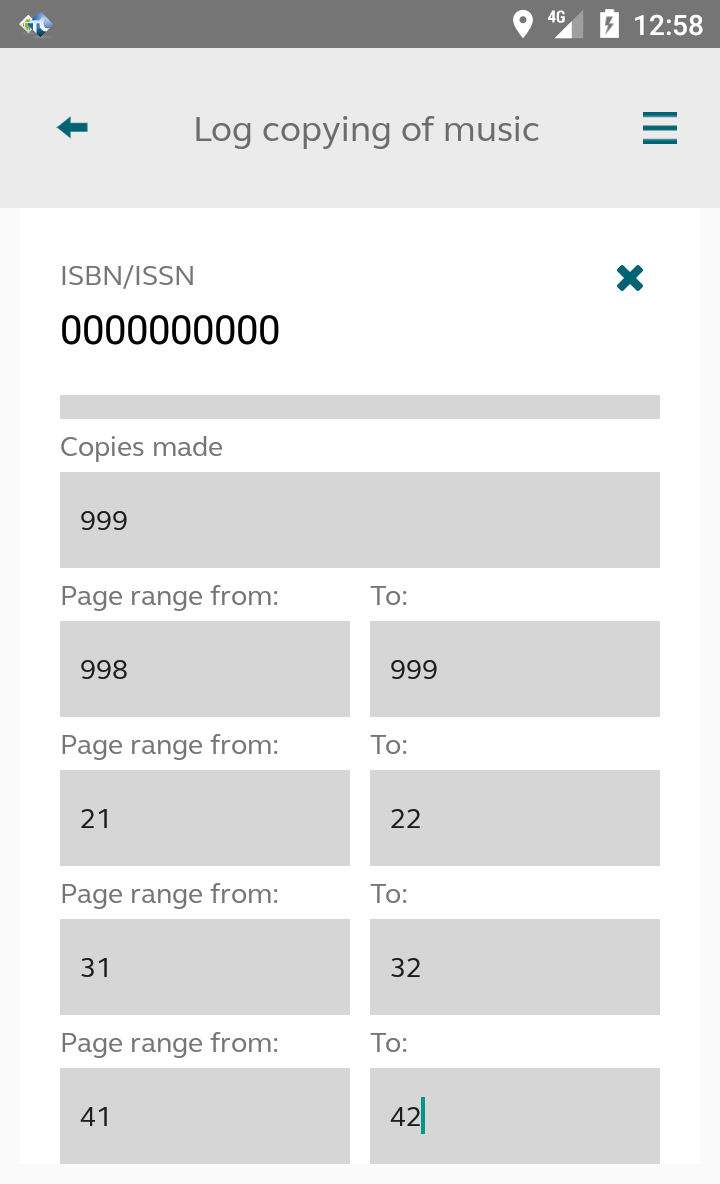 4G 12:58
Log copying of music
ISBN/ISSN
0000000000
Copies made
999
Page range from: To:
998 999
Page range from: To:
21 22
Page range from: To:
31 32
Page range from: To:
41 42